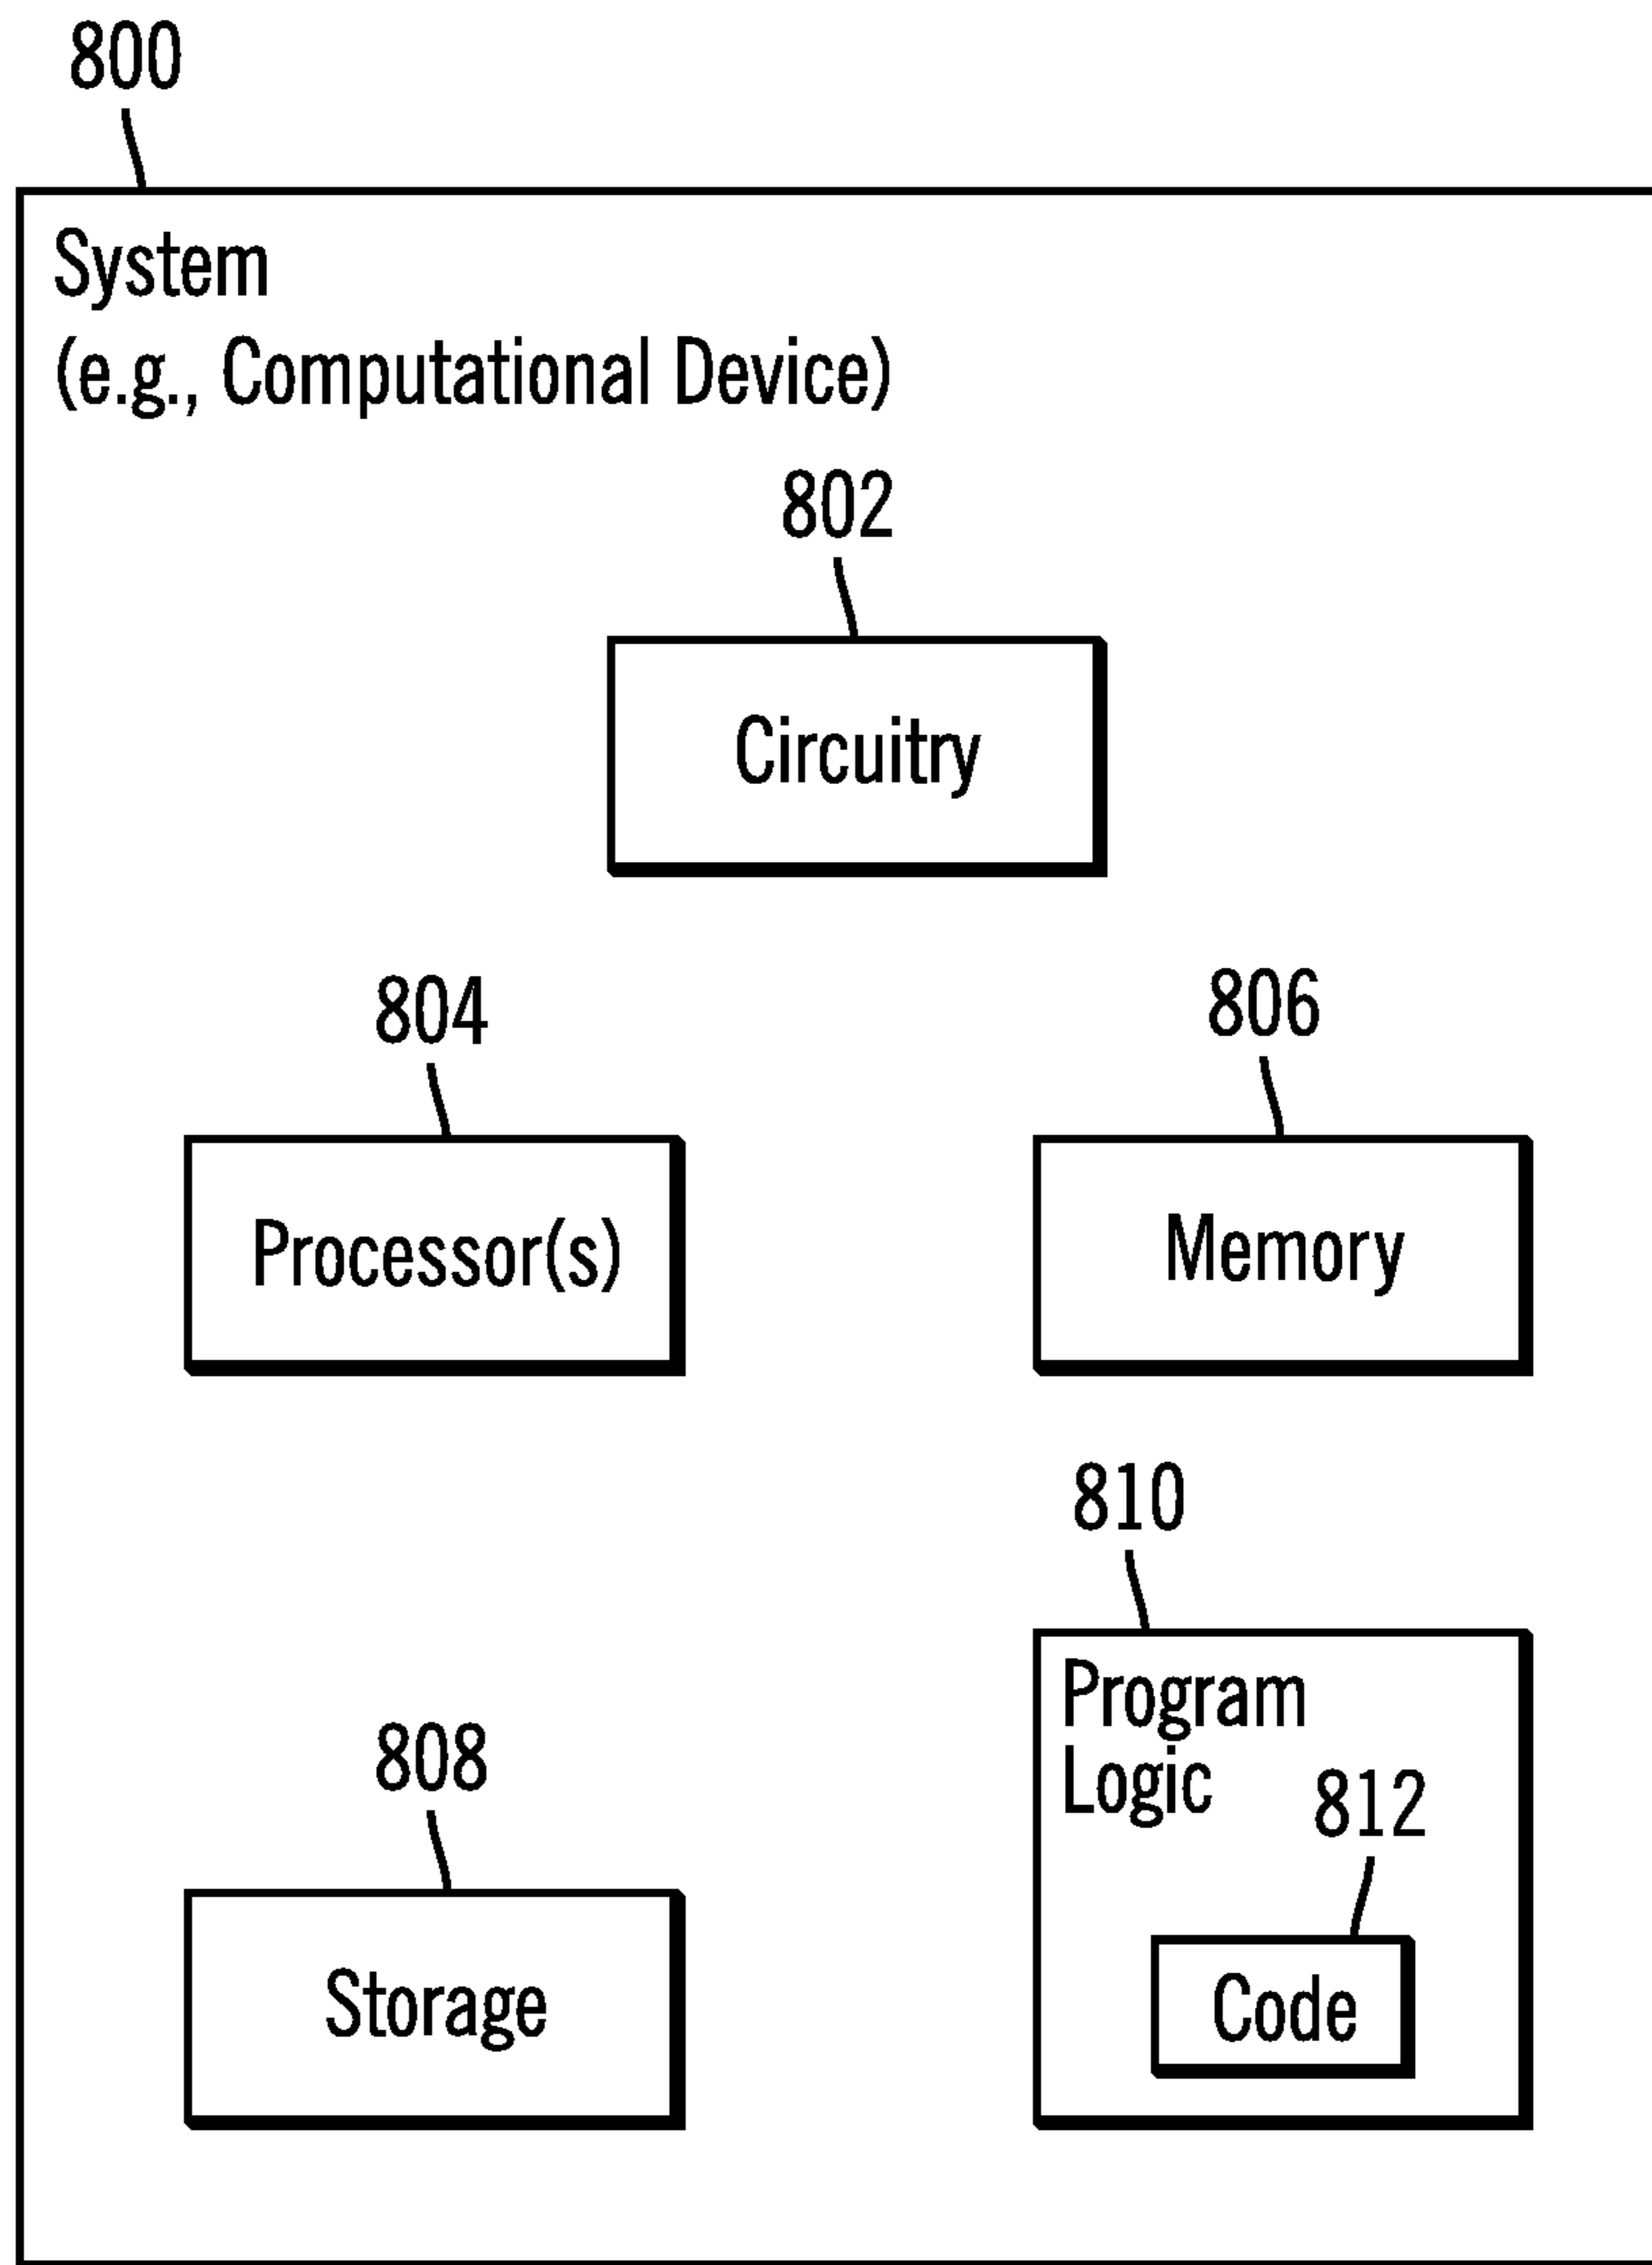 800
System
(e.g., Computational Device)
802
Circuitry
804
806
Processor(s)
Memory
810
Program
Logic
808
812
Storage
Code